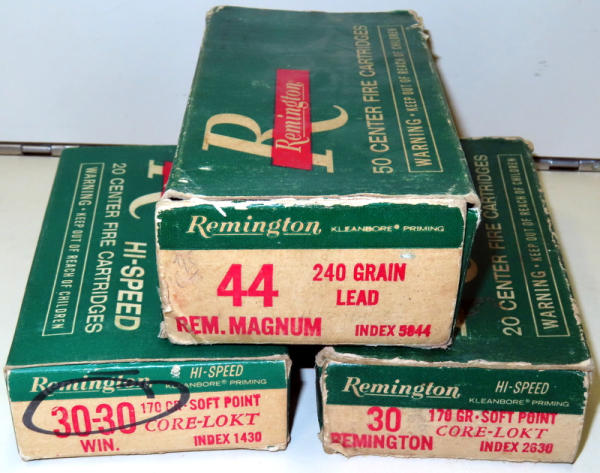 R
Remington
50 CENTER FIRE CARTRIDGES
WARNING • KEEP OUT OF REACH OF CHILDREN
Remington KLEANBORE® PRIMING
44
240 GRAIN
LEAD
REM. MAGNUM
INDEX 5844
R
20 CENTER FIRE CARTRIDGES
HI-SPEED
WARNING • KEEP OUT OF REACH OF CHILDREN
Remington
HI-SPEED
KLEANBORE® PRIMING
30-30
WIN.
170 GR • SOFT POINT
CORE-LOKT
INDEX 1430
20 CENTER FIRE CARTRIDGES
WARNING • KEEP OUT OF REACH OF CHILDREN
Remington
HI-SPEED
KLEANBORE® PRIMING
30
REMINGTON
170 GR • SOFT POINT
CORE-LOKT
INDEX 2630